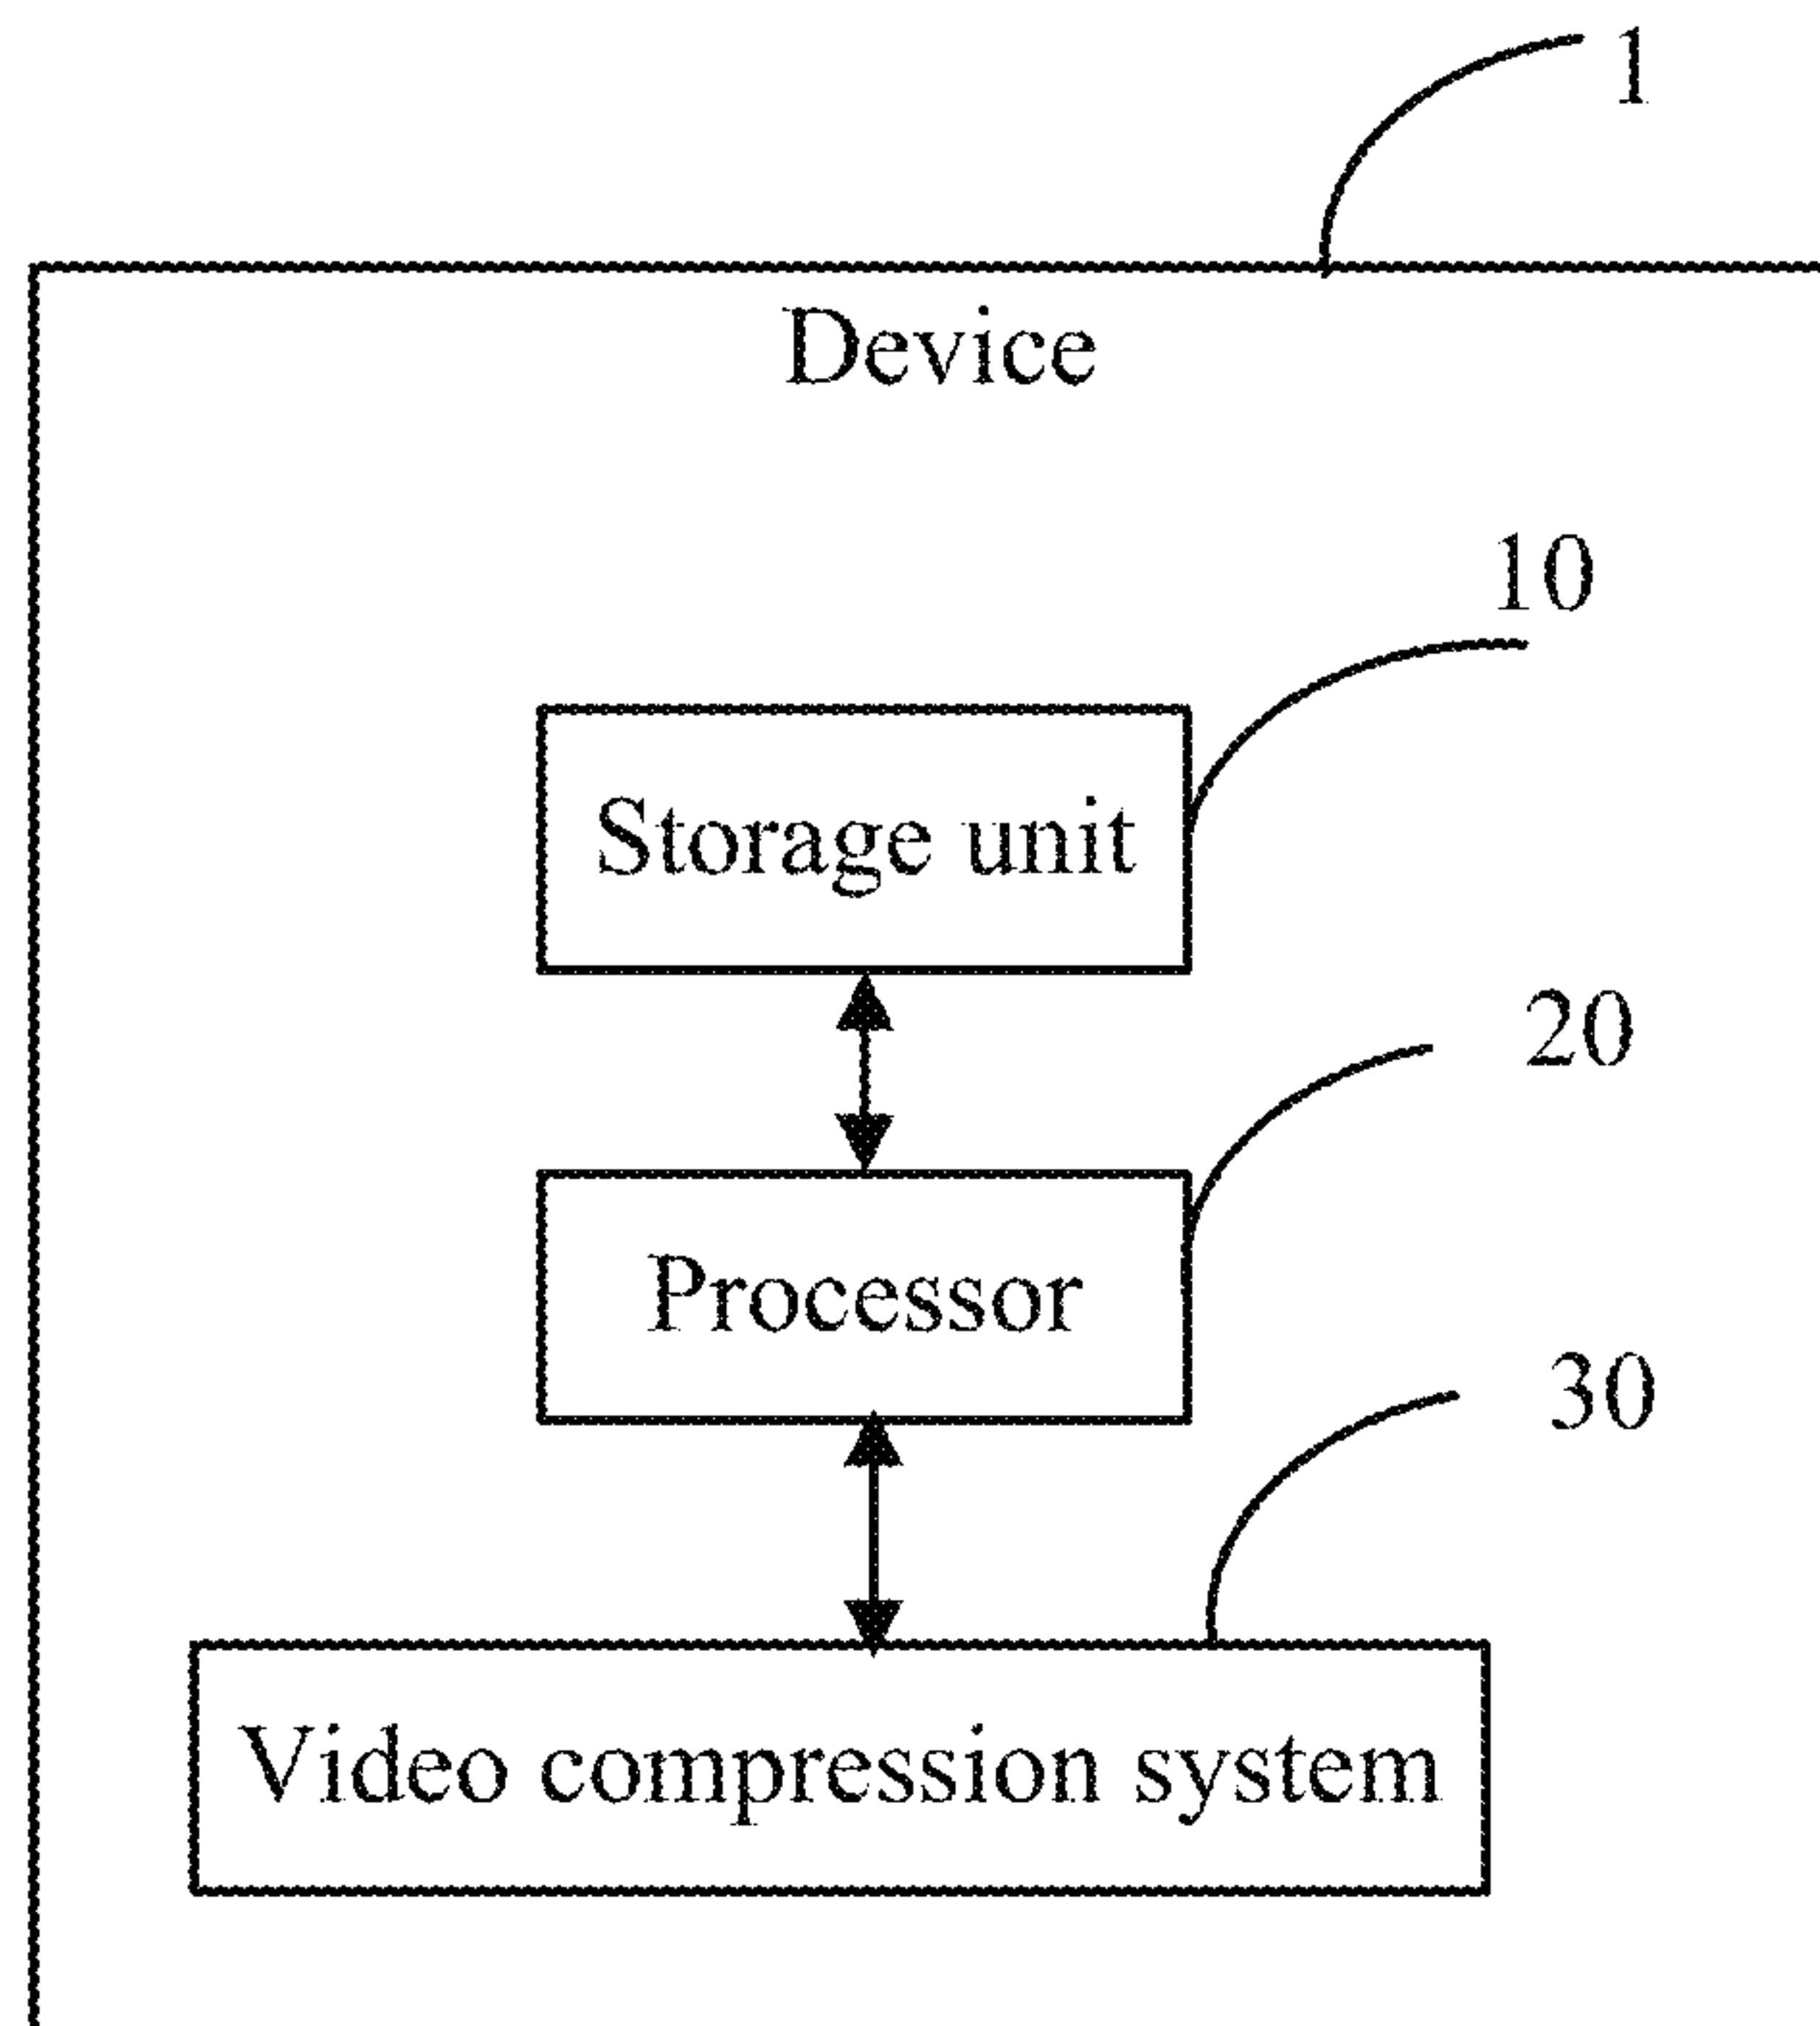 1
Device
10
Storage unit
20
Processor
30
Video compression system